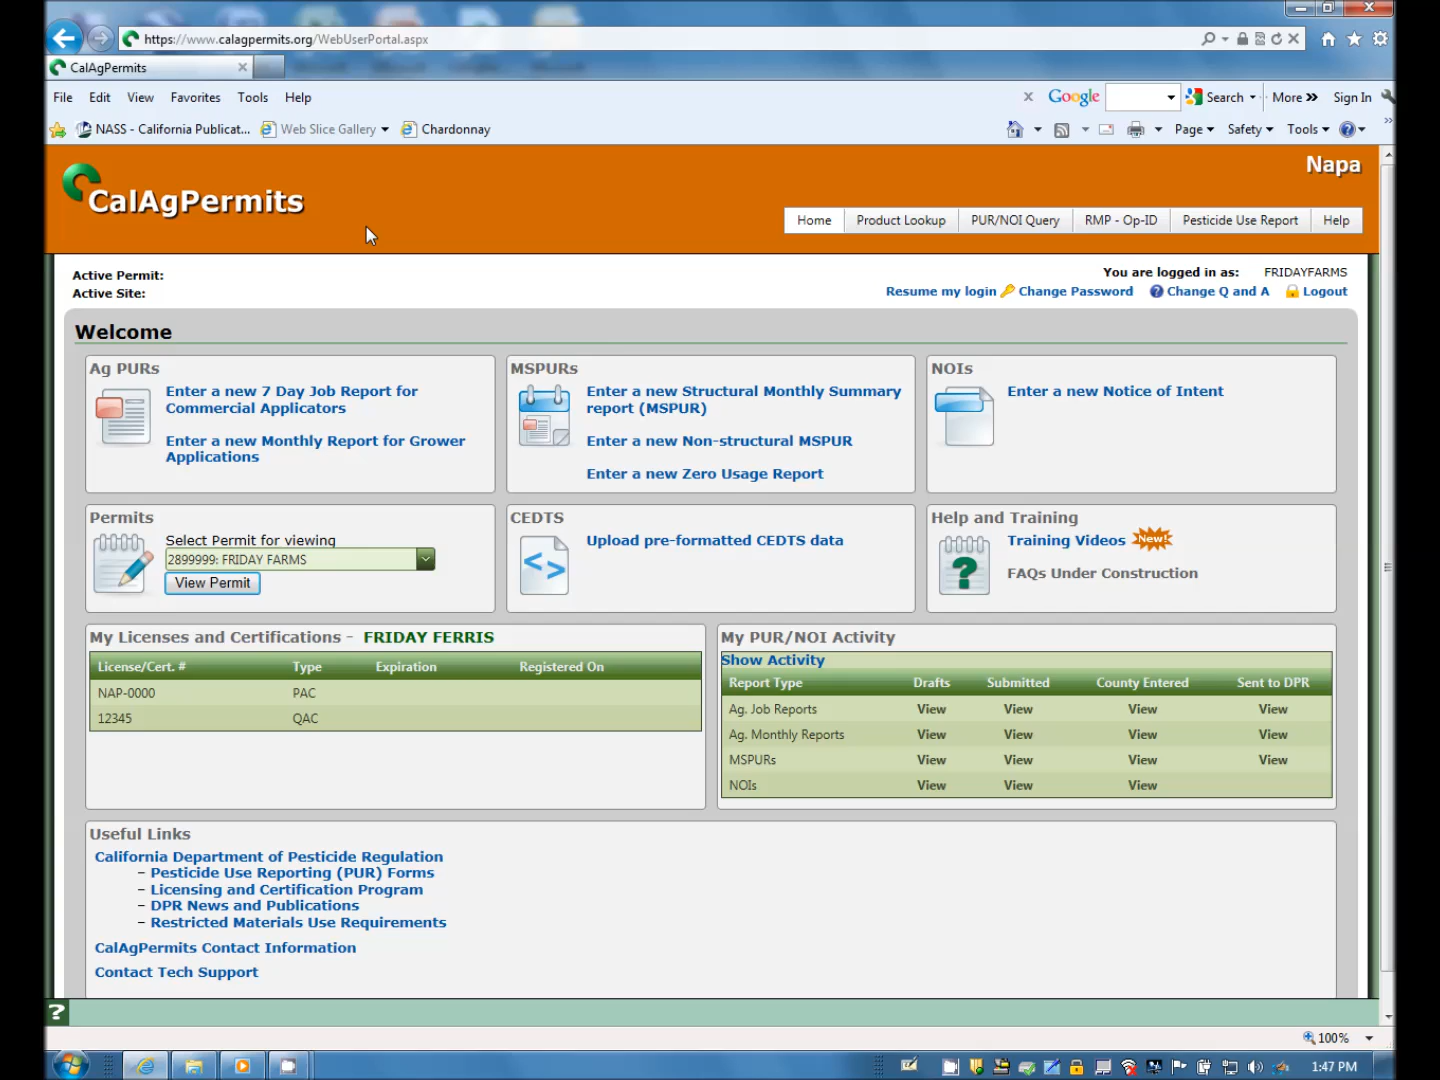 https://www.calagpermits.org/WebUserPortal.aspx
CalAgPermits
File Edit View Favorites Tools Help
Google Search More » Sign In
NASS - California Publicat... Web Slice Gallery Chardonnay
Page Safety Tools
Napa
CalAgPermits
Home Product Lookup PUR/NOI Query RMP - Op-ID Pesticide Use Report Help
Active Permit:
Active Site:
You are logged in as: FRIDAYFARMS
Resume my login Change Password Change Q and A Logout
Welcome
Ag PURs
Enter a new 7 Day Job Report for
Commercial Applicators
Enter a new Monthly Report for Grower
Applications
MSPURs
Enter a new Structural Monthly Summary
report (MSPUR)
Enter a new Non-structural MSPUR
Enter a new Zero Usage Report
NOIs
Enter a new Notice of Intent
Permits
Select Permit for viewing
2899999: FRIDAY FARMS
View Permit
CEDTS
Upload pre-formatted CEDTS data
Help and Training
Training Videos New!
FAQs Under Construction
My Licenses and Certifications - FRIDAY FERRIS
License/Cert. # Type Expiration Registered On
NAP-0000 PAC
12345 QAC
My PUR/NOI Activity
Show Activity
Report Type Drafts Submitted County Entered Sent to DPR
Ag. Job Reports View View View View
Ag. Monthly Reports View View View View
MSPURs View View View View
NOIs View View View
Useful Links
California Department of Pesticide Regulation
– Pesticide Use Reporting (PUR) Forms
– Licensing and Certification Program
– DPR News and Publications
– Restricted Materials Use Requirements
CalAgPermits Contact Information
Contact Tech Support
?
100%
1:47 PM